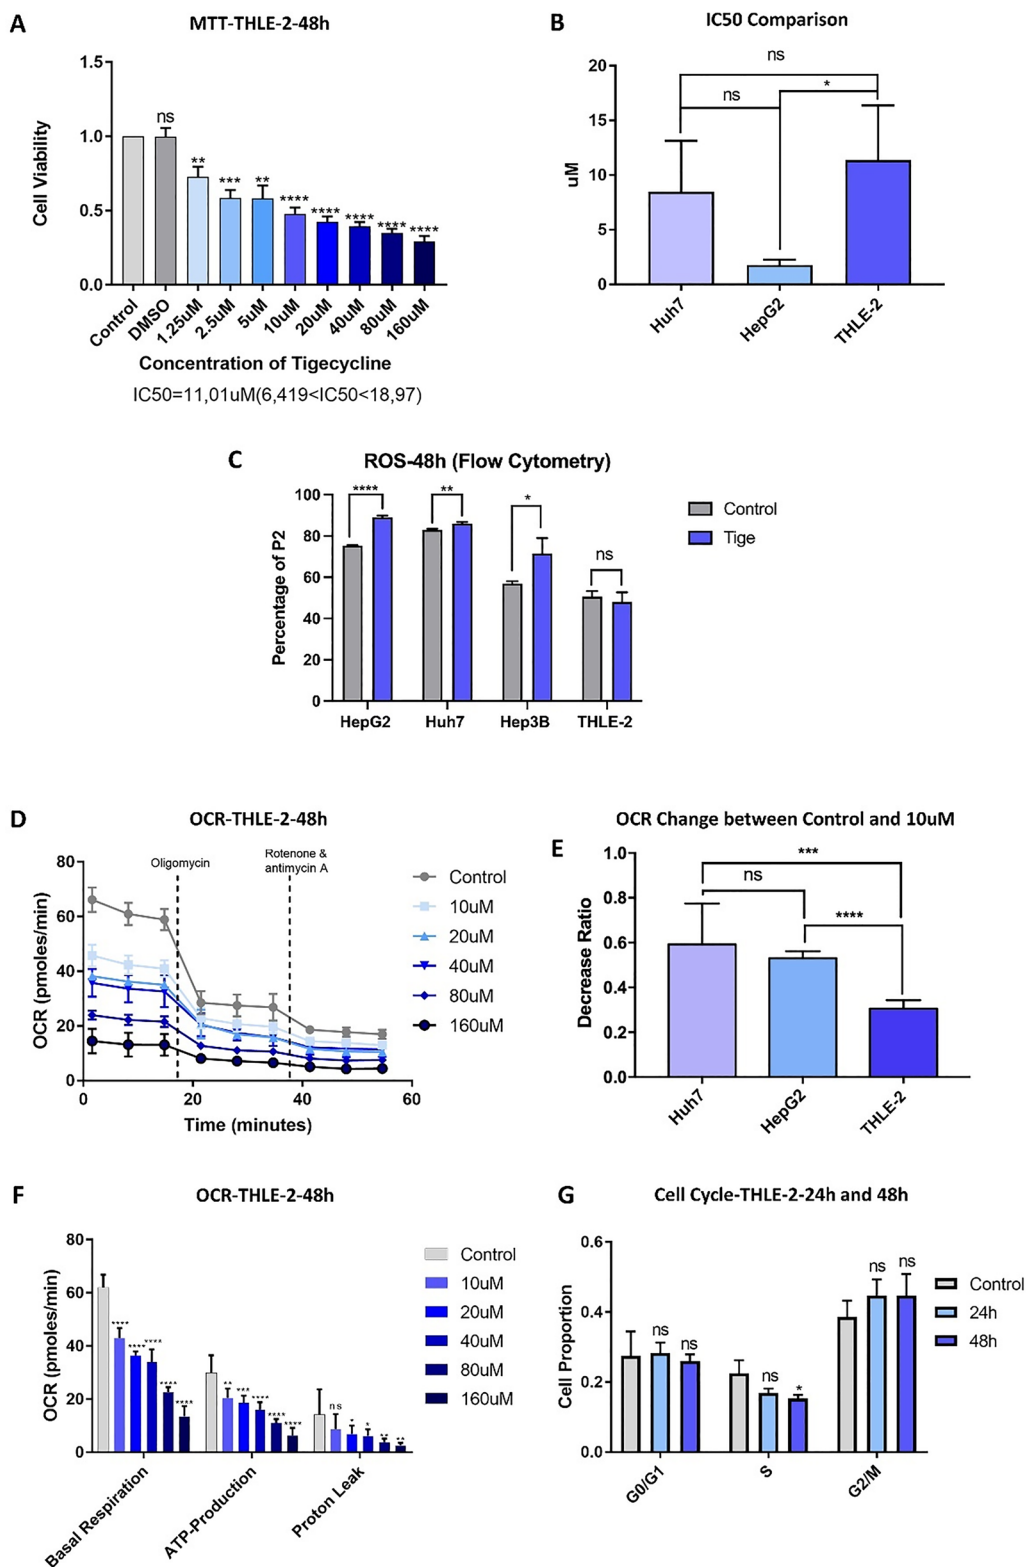 A
MTT-THLE-2-48h
1.5
1.0
0.5
0.0
Cell Viability
ns
**
***
**
****
****
****
****
****
Control
DMSO
1.25uM
2.5uM
5uM
10uM
20uM
40uM
80uM
160uM
Concentration of Tigecycline
IC50=11,01uM(6,419<IC50<18,97)
B
IC50 Comparison
20
15
10
5
0
uM
ns
ns
*
Huh7
HepG2
THLE-2
C
ROS-48h (Flow Cytometry)
100
80
60
40
20
0
Percentage of P2
****
**
*
ns
HepG2
Huh7
Hep3B
THLE-2
Control
Tige
D
OCR-THLE-2-48h
80
60
40
20
0
OCR (pmoles/min)
Oligomycin
Rotenone &
antimycin A
0
20
40
60
Time (minutes)
Control
10uM
20uM
40uM
80uM
160uM
E
OCR Change between Control and 10uM
1.0
0.8
0.6
0.4
0.2
0.0
Decrease Ratio
***
ns
****
Huh7
HepG2
THLE-2
F
OCR-THLE-2-48h
80
60
40
20
0
OCR (pmoles/min)
****
****
****
****
****
**
***
****
****
****
ns
*
*
**
**
Basal Respiration
ATP-Production
Proton Leak
Control
10uM
20uM
40uM
80uM
160uM
G
Cell Cycle-THLE-2-24h and 48h
0.6
0.4
0.2
0.0
Cell Proportion
ns
ns
ns
*
ns
ns
G0/G1
S
G2/M
Control
24h
48h